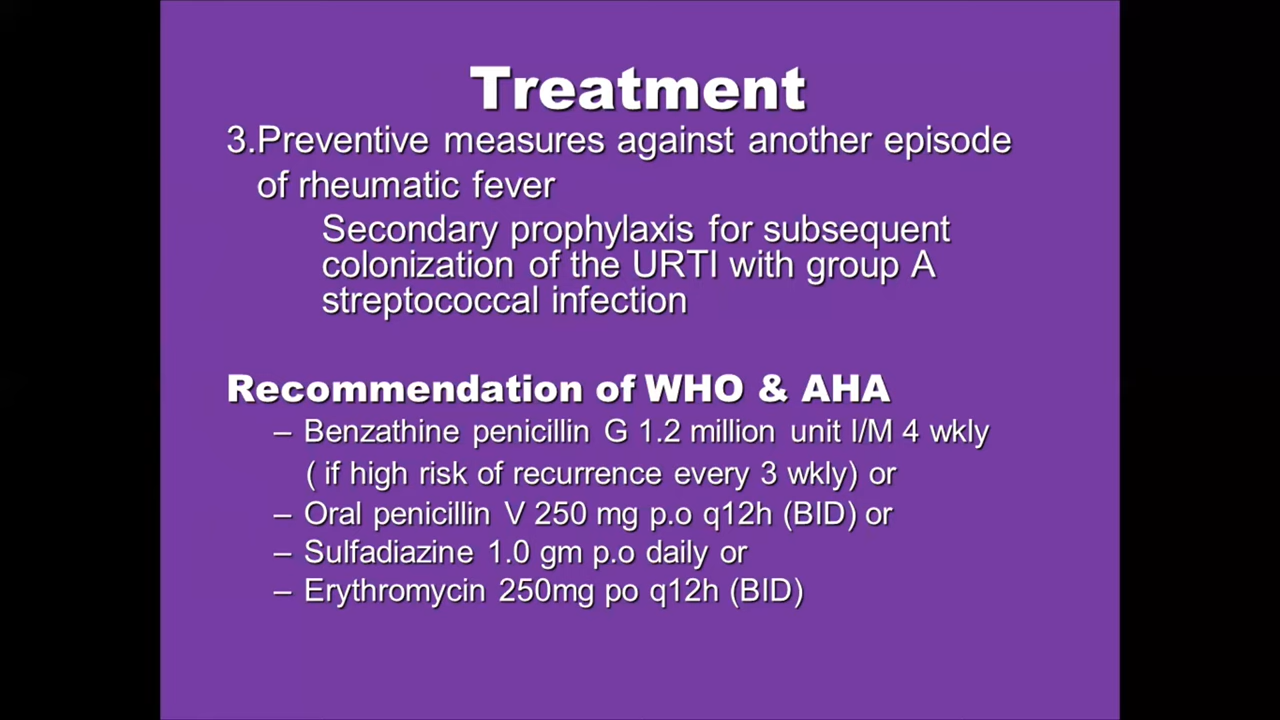 Treatment
3.Preventive measures against another episode
of rheumatic fever
Secondary prophylaxis for subsequent
colonization of the URTI with group A
streptococcal infection
Recommendation of WHO & AHA
– Benzathine penicillin G 1.2 million unit I/M 4 wkly
( if high risk of recurrence every 3 wkly) or
– Oral penicillin V 250 mg p.o q12h (BID) or
– Sulfadiazine 1.0 gm p.o daily or
– Erythromycin 250mg po q12h (BID)